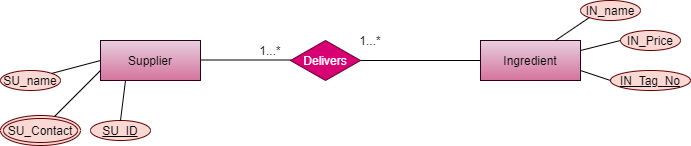 IN_name
1...*
1...*
IN_Price
Supplier
Delivers
Ingredient
SU_name
IN_Tag_No
SU_Contact
SU_ID